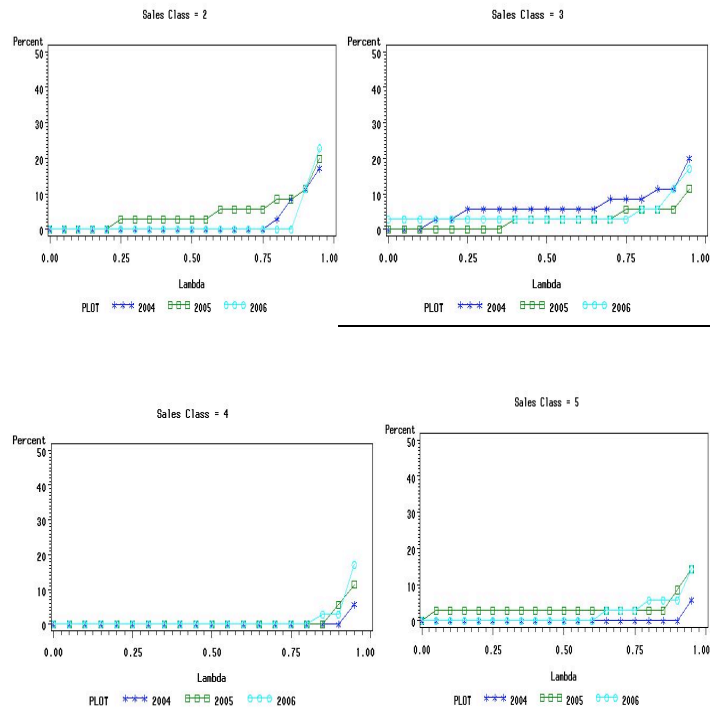 Sales Class = 2
Percent
50
40
30
20
10
0
0.00 0.25 0.50 0.75 1.00
Lambda
PLOT 2004 2005 2006
Sales Class = 3
Percent
50
40
30
20
10
0
0.00 0.25 0.50 0.75 1.00
Lambda
PLOT 2004 2005 2006
Sales Class = 4
Percent
50
40
30
20
10
0
0.00 0.25 0.50 0.75 1.00
Lambda
PLOT 2004 2005 2006
Sales Class = 5
Percent
50
40
30
20
10
0
0.00 0.25 0.50 0.75 1.00
Lambda
PLOT 2004 2005 2006